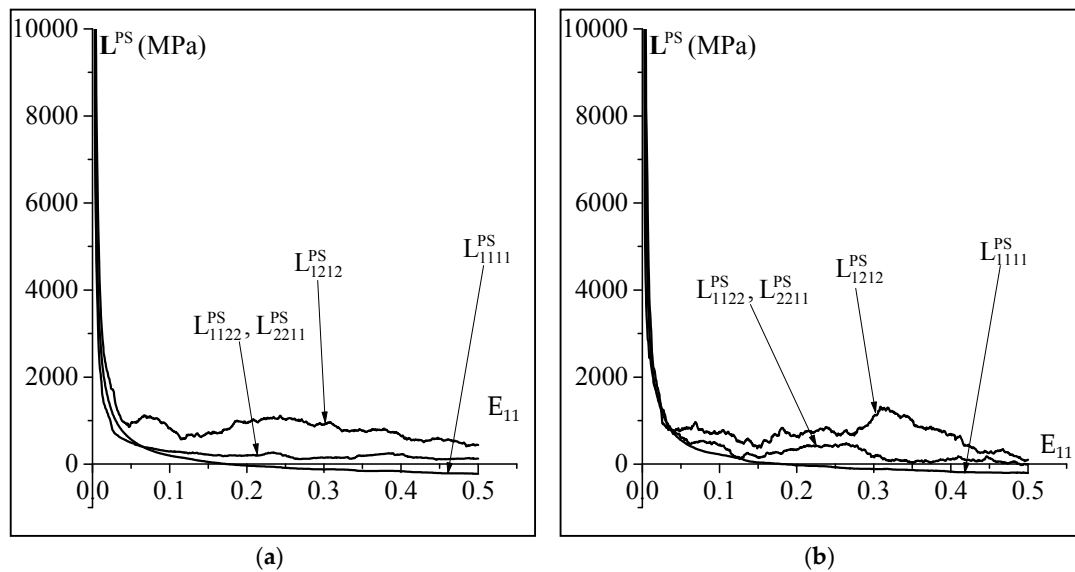 10000
L^PS (MPa)
8000
6000
4000
2000
0
L^PS_1111
L^PS_1212
L^PS_1122, L^PS_2211
E_11
0.0 0.1 0.2 0.3 0.4 0.5
(a)
10000
L^PS (MPa)
8000
6000
4000
2000
0
L^PS_1111
L^PS_1212
L^PS_1122, L^PS_2211
E_11
0.0 0.1 0.2 0.3 0.4 0.5
(b)